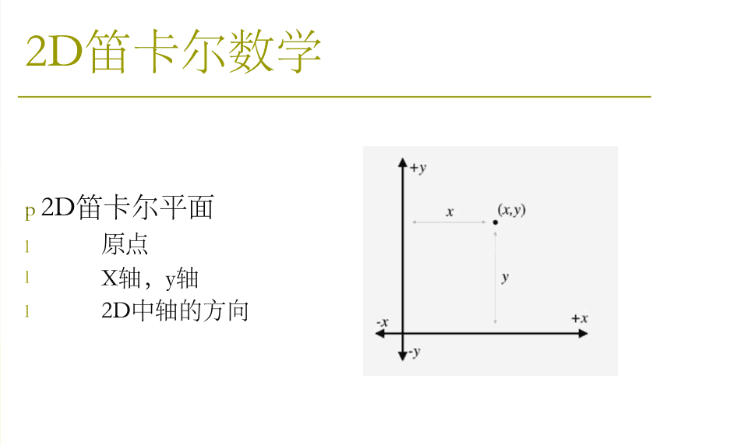 2D笛卡尔数学
p 2D笛卡尔平面
l 原点
l X轴，y轴
l 2D中轴的方向
+y
x (x,y)
y
-x +x
-y